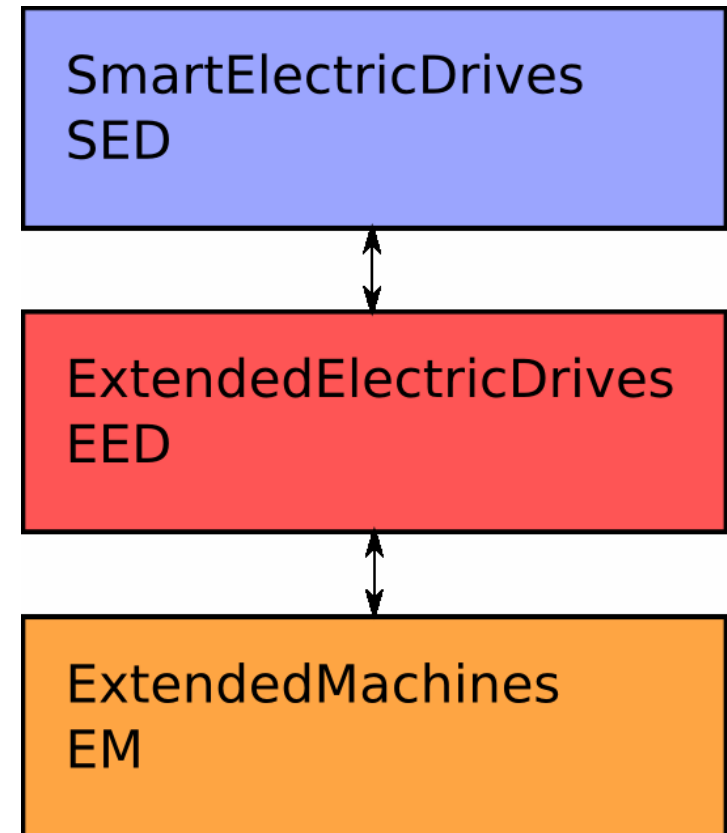 SmartElectricDrives
SED
ExtendedElectricDrives
EED
ExtendedMachines
EM